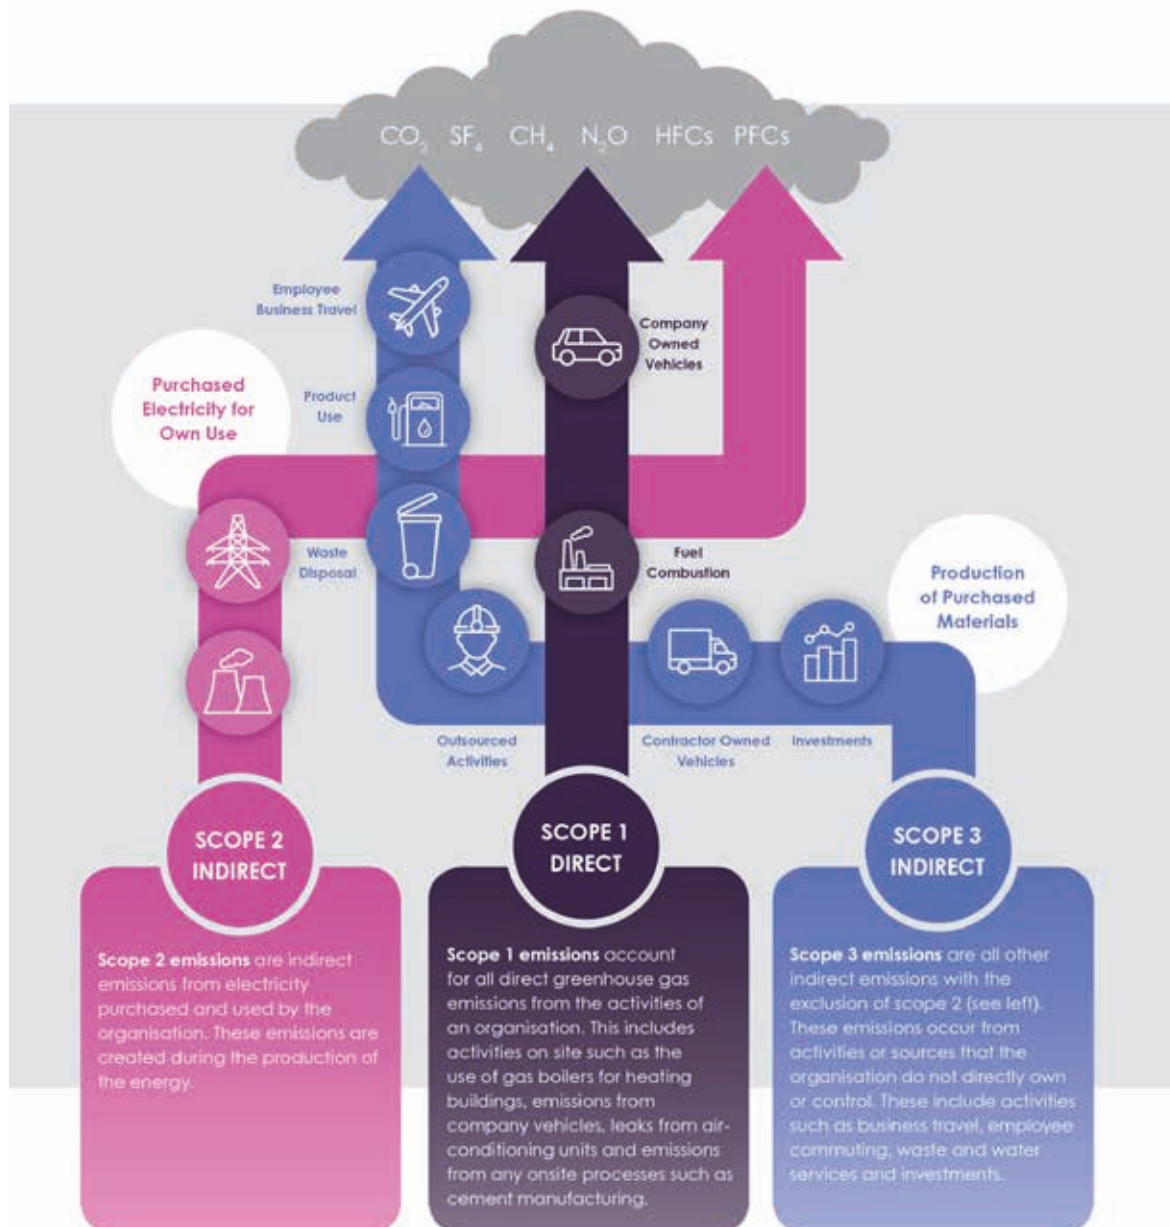 CO2 SF4 CH4 N2O HFCs PFCs
Employee
Business Travel
Company
Owned
Vehicles
Purchased
Electricity for
Own Use
Product
Use
Waste
Disposal
Fuel
Combustion
Production
of Purchased
Materials
Outsourced
Activities
Contractor Owned
Vehicles
Investments
SCOPE 2
INDIRECT
Scope 2 emissions are indirect
emissions from electricity
purchased and used by the
organisation. These emissions are
created during the production of
the energy.
SCOPE 1
DIRECT
Scope 1 emissions account
for all direct greenhouse gas
emissions from the activities of
an organisation. This includes
activities on site such as the
use of gas boilers for heating
buildings, emissions from
company vehicles, leaks from air-
conditioning units and emissions
from any onsite processes such as
cement manufacturing.
SCOPE 3
INDIRECT
Scope 3 emissions are all other
indirect emissions with the
exclusion of scope 2 (see left).
These emissions occur from
activities or sources that the
organisation do not directly own
or control. These include activities
such as business travel, employee
commuting, waste and water
services and investments.